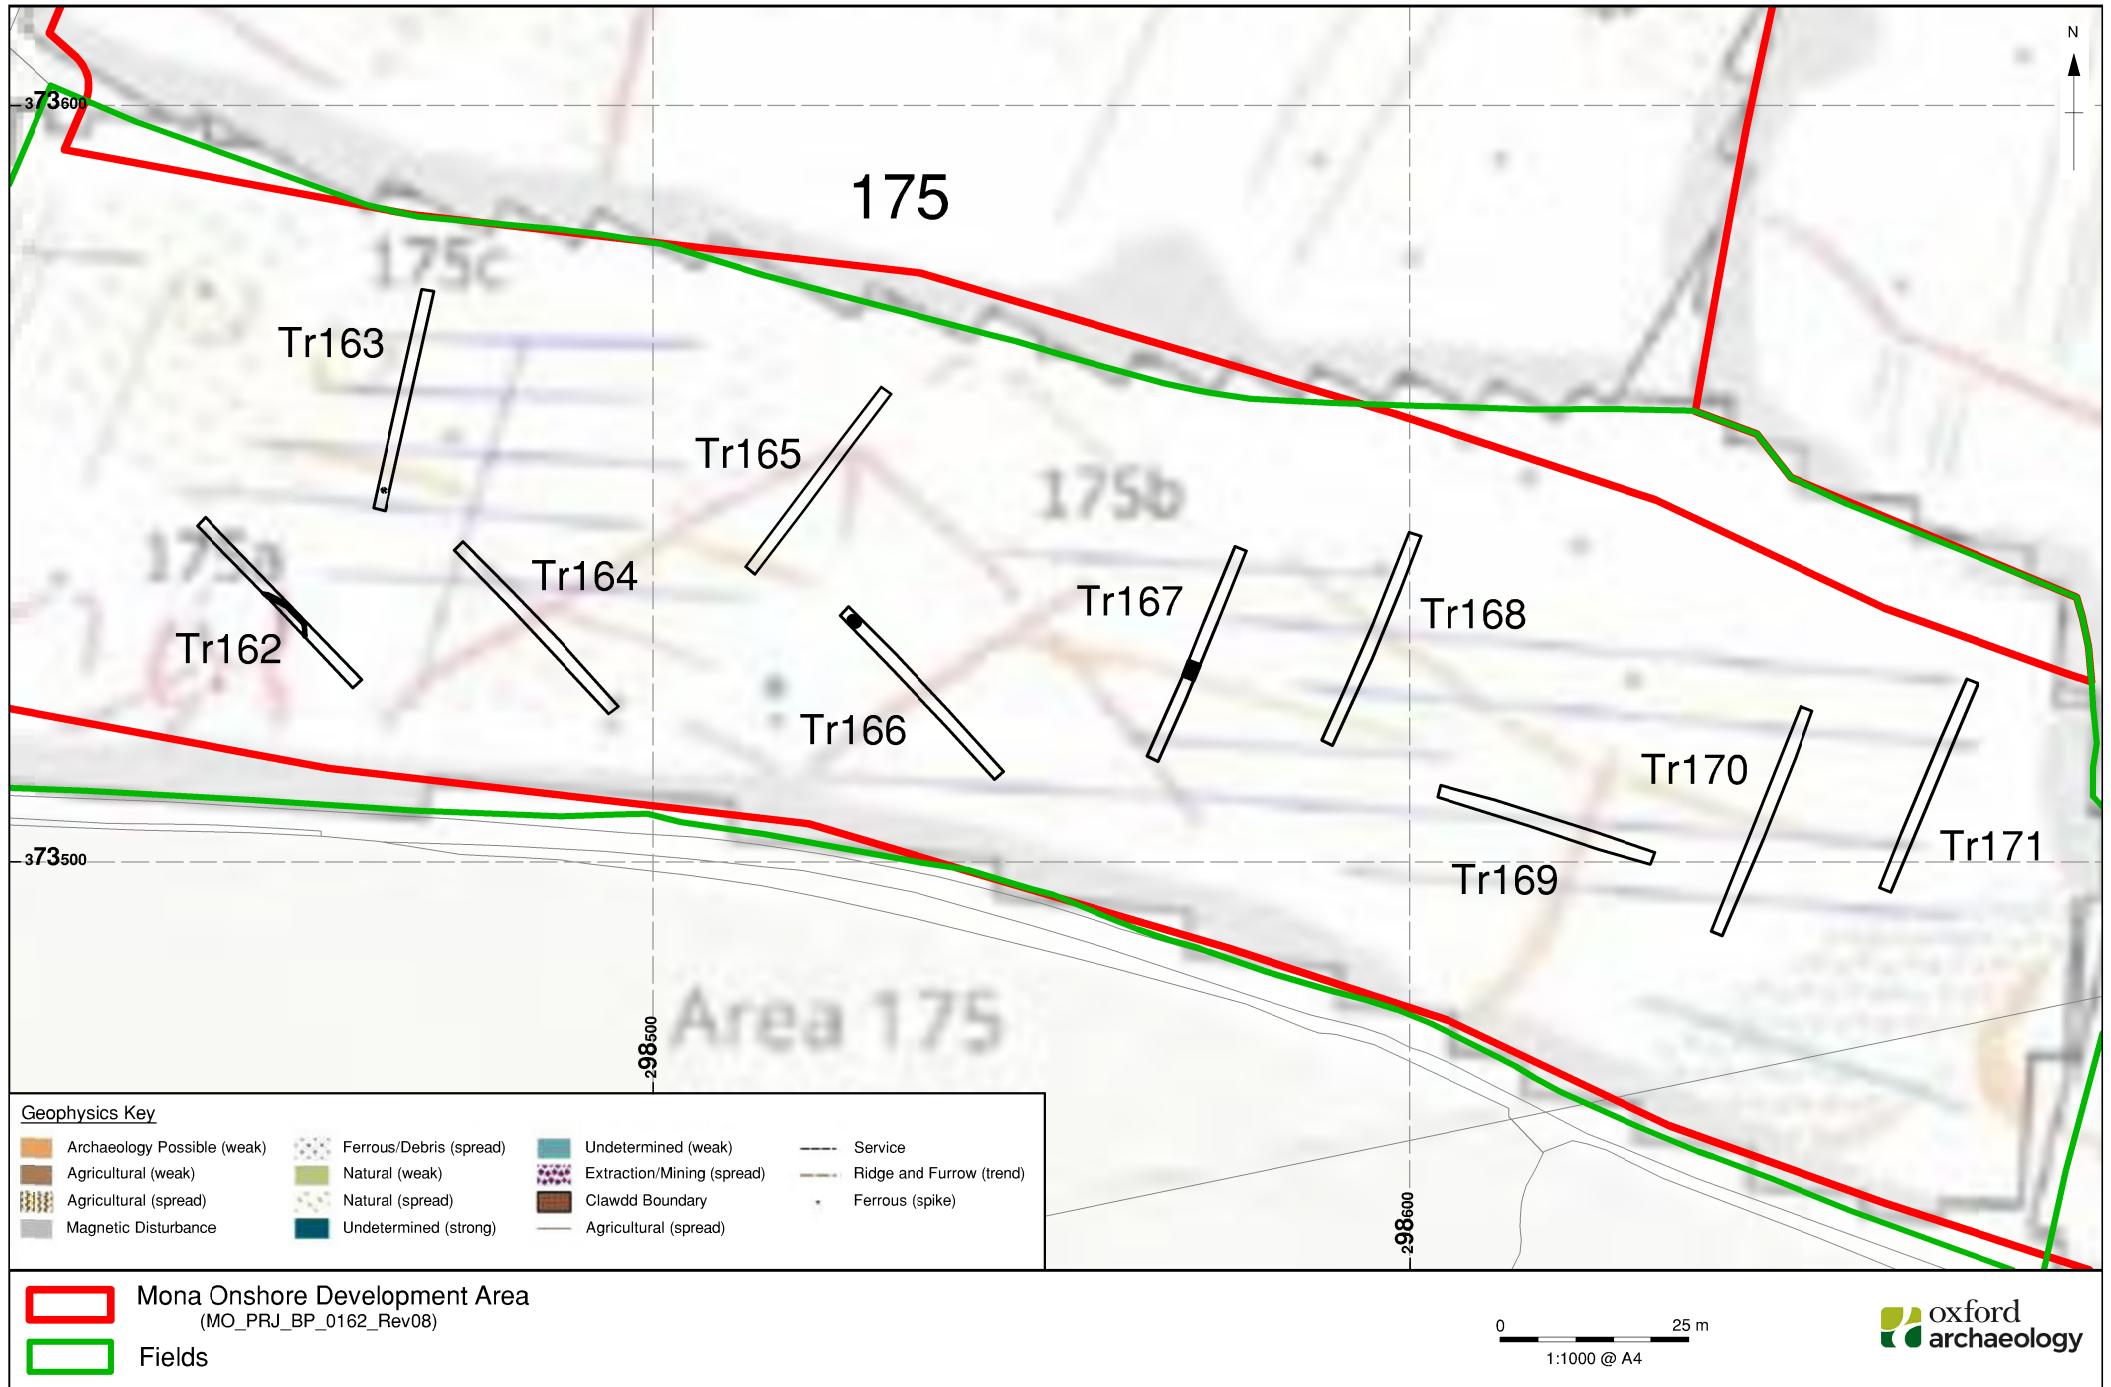 N
373600
175
175c
Tr163
Tr165
175b
175a
Tr164
Tr162
Tr167
Tr168
Tr166
Tr170
Tr171
Tr169
373500
Area 175
298500
298600
Geophysics Key
Archaeology Possible (weak)
Agricultural (weak)
Agricultural (spread)
Magnetic Disturbance
Ferrous/Debris (spread)
Natural (weak)
Natural (spread)
Undetermined (strong)
Undetermined (weak)
Extraction/Mining (spread)
Clawdd Boundary
Agricultural (spread)
Service
Ridge and Furrow (trend)
Ferrous (spike)
Mona Onshore Development Area
(MO_PRJ_BP_0162_Rev08)
Fields
0 25 m
1:1000 @ A4
oxford
archaeology